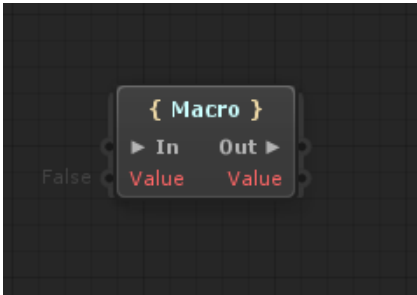 { Macro }
► In Out ►
False Value Value